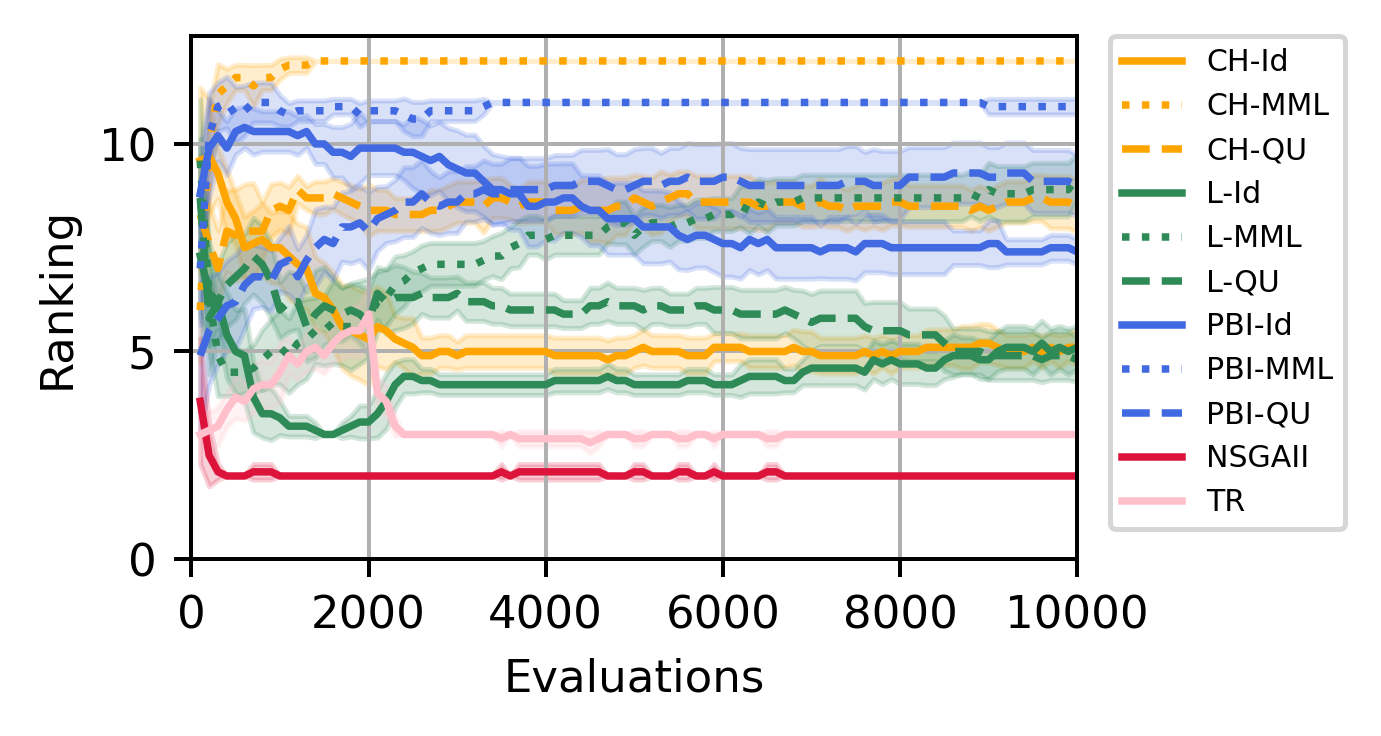 Ranking
10
5
0
0 2000 4000 6000 8000 10000
Evaluations
CH-Id
CH-MML
CH-QU
L-Id
L-MML
L-QU
PBI-Id
PBI-MML
PBI-QU
NSGAII
TR